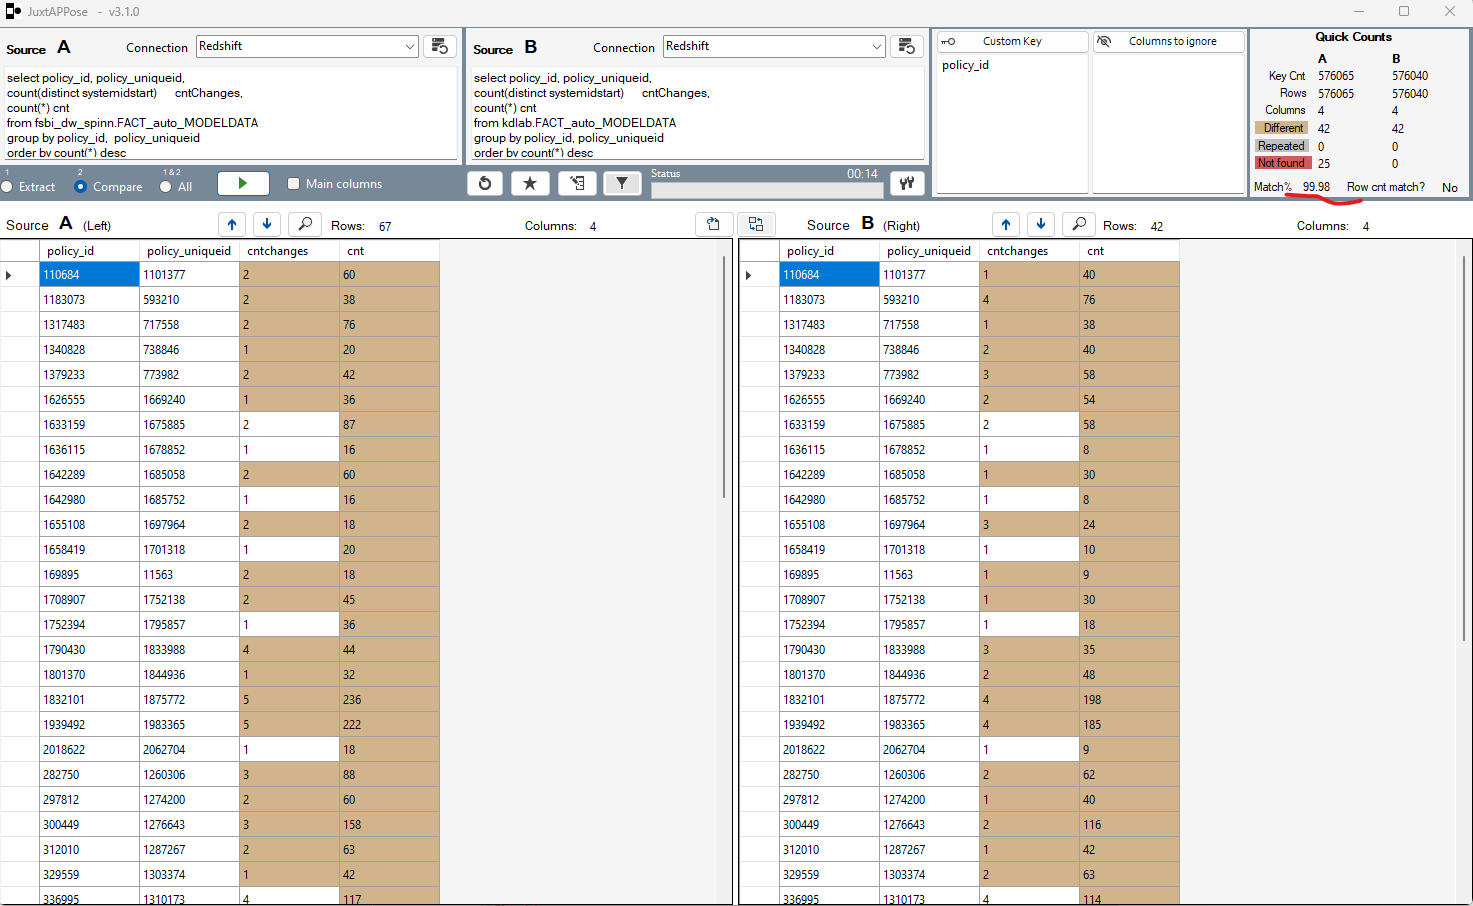 JuxtAPPose - v3.1.0
Source A Connection Redshift
select policy_id, policy_uniqueid,
count(distinct systemidstart) cntChanges,
count(*) cnt
from fsbi_dw_spinn.FACT_auto_MODELDATA
group by policy_id, policy_uniqueid
order by count(*) desc
Source B Connection Redshift
select policy_id, policy_uniqueid,
count(distinct systemidstart) cntChanges,
count(*) cnt
from kdlab.FACT_auto_MODELDATA
group by policy_id, policy_uniqueid
order by count(*) desc
Custom Key
policy_id
Columns to ignore
Quick Counts
A B
Key Cnt 576065 576040
Rows 576065 576040
Columns 4 4
Different 42 42
Repeated 0 0
Not found 25 0
Match% 99.98 Row cnt match? No
1 2 1 & 2
Extract Compare All Main columns
Status 00:14
Source A (Left) Rows: 67 Columns: 4
Source B (Right) Rows: 42 Columns: 4
policy_id policy_uniqueid cntchanges cnt policy_id policy_uniqueid cntchanges cnt
110684 1101377 2 60 110684 1101377 1 40
1183073 593210 2 38 1183073 593210 4 76
1317483 717558 2 76 1317483 717558 1 38
1340828 738846 1 20 1340828 738846 2 40
1379233 773982 2 42 1379233 773982 3 58
1626555 1669240 1 36 1626555 1669240 2 54
1633159 1675885 2 87 1633159 1675885 2 58
1636115 1678852 1 16 1636115 1678852 1 8
1642289 1685058 2 60 1642289 1685058 1 30
1642980 1685752 1 16 1642980 1685752 1 8
1655108 1697964 2 18 1655108 1697964 3 24
1658419 1701318 1 20 1658419 1701318 1 10
169895 11563 2 18 169895 11563 1 9
1708907 1752138 2 45 1708907 1752138 1 30
1752394 1795857 1 36 1752394 1795857 1 18
1790430 1833988 4 44 1790430 1833988 3 35
1801370 1844936 1 32 1801370 1844936 2 48
1832101 1875772 5 236 1832101 1875772 4 198
1939492 1983365 5 222 1939492 1983365 4 185
2018622 2062704 1 18 2018622 2062704 1 9
282750 1260306 3 88 282750 1260306 2 62
297812 1274200 2 60 297812 1274200 1 40
300449 1276643 3 158 300449 1276643 2 116
312010 1287267 2 63 312010 1287267 1 42
329559 1303374 1 42 329559 1303374 2 63
336995 1310173 4 117 336995 1310173 4 114